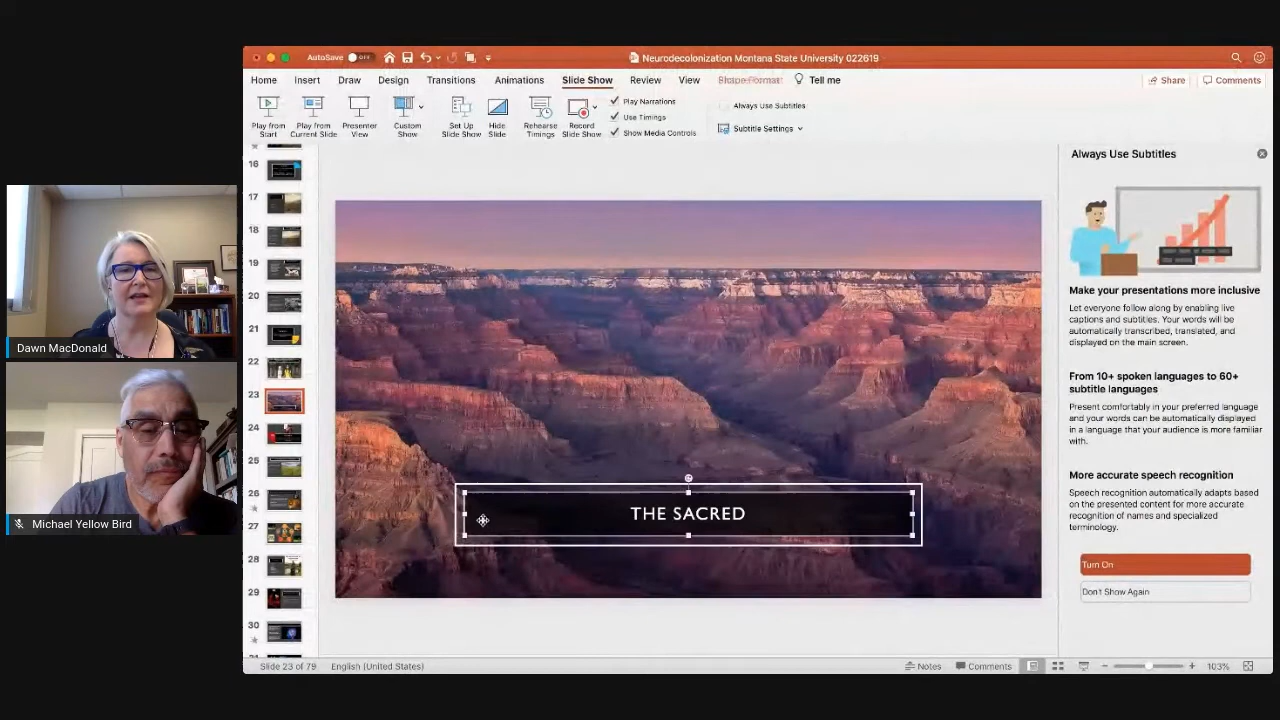 AutoSave OFF
Neurodecolonization Montana State University 022619
Home Insert Draw Design Transitions Animations Slide Show Review View Shape Format Tell me
Share Comments
Play from Start
Play from Current Slide
Presenter View
Custom Show
Set Up Slide Show
Hide Slide
Rehearse Timings
Record Slide Show
Play Narrations
Use Timings
Show Media Controls
Always Use Subtitles
Subtitle Settings
16
17
18
19
20
21
22
23
24
25
26
27
28
29
30
Dawn MacDonald
Michael Yellow Bird
THE SACRED
Always Use Subtitles
Make your presentations more inclusive
Let everyone follow along by enabling live
captions and subtitles. Your words will be
automatically transcribed, translated, and
displayed on the main screen.
From 10+ spoken languages to 60+
subtitle languages
Present comfortably in your preferred language
and your words can be automatically displayed
in a language that your audience is more familiar
with.
More accurate speech recognition
Speech recognition automatically adapts based
on the presented content for more accurate
recognition of names and specialized
terminology.
Turn On
Don't Show Again
Slide 23 of 79 English (United States)
Notes Comments 103%